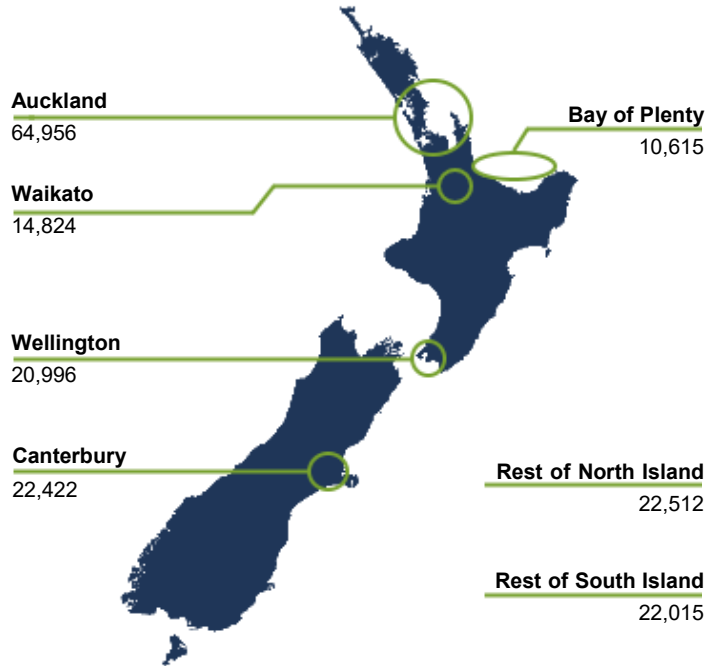 Auckland
64,956
Bay of Plenty
10,615
Waikato
14,824
Wellington
20,996
Canterbury
22,422
Rest of North Island
22,512
Rest of South Island
22,015